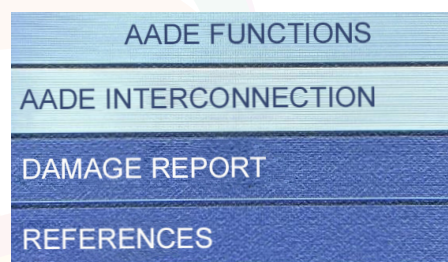 AADE FUNCTIONS
AADE INTERCONNECTION
DAMAGE REPORT
REFERENCES